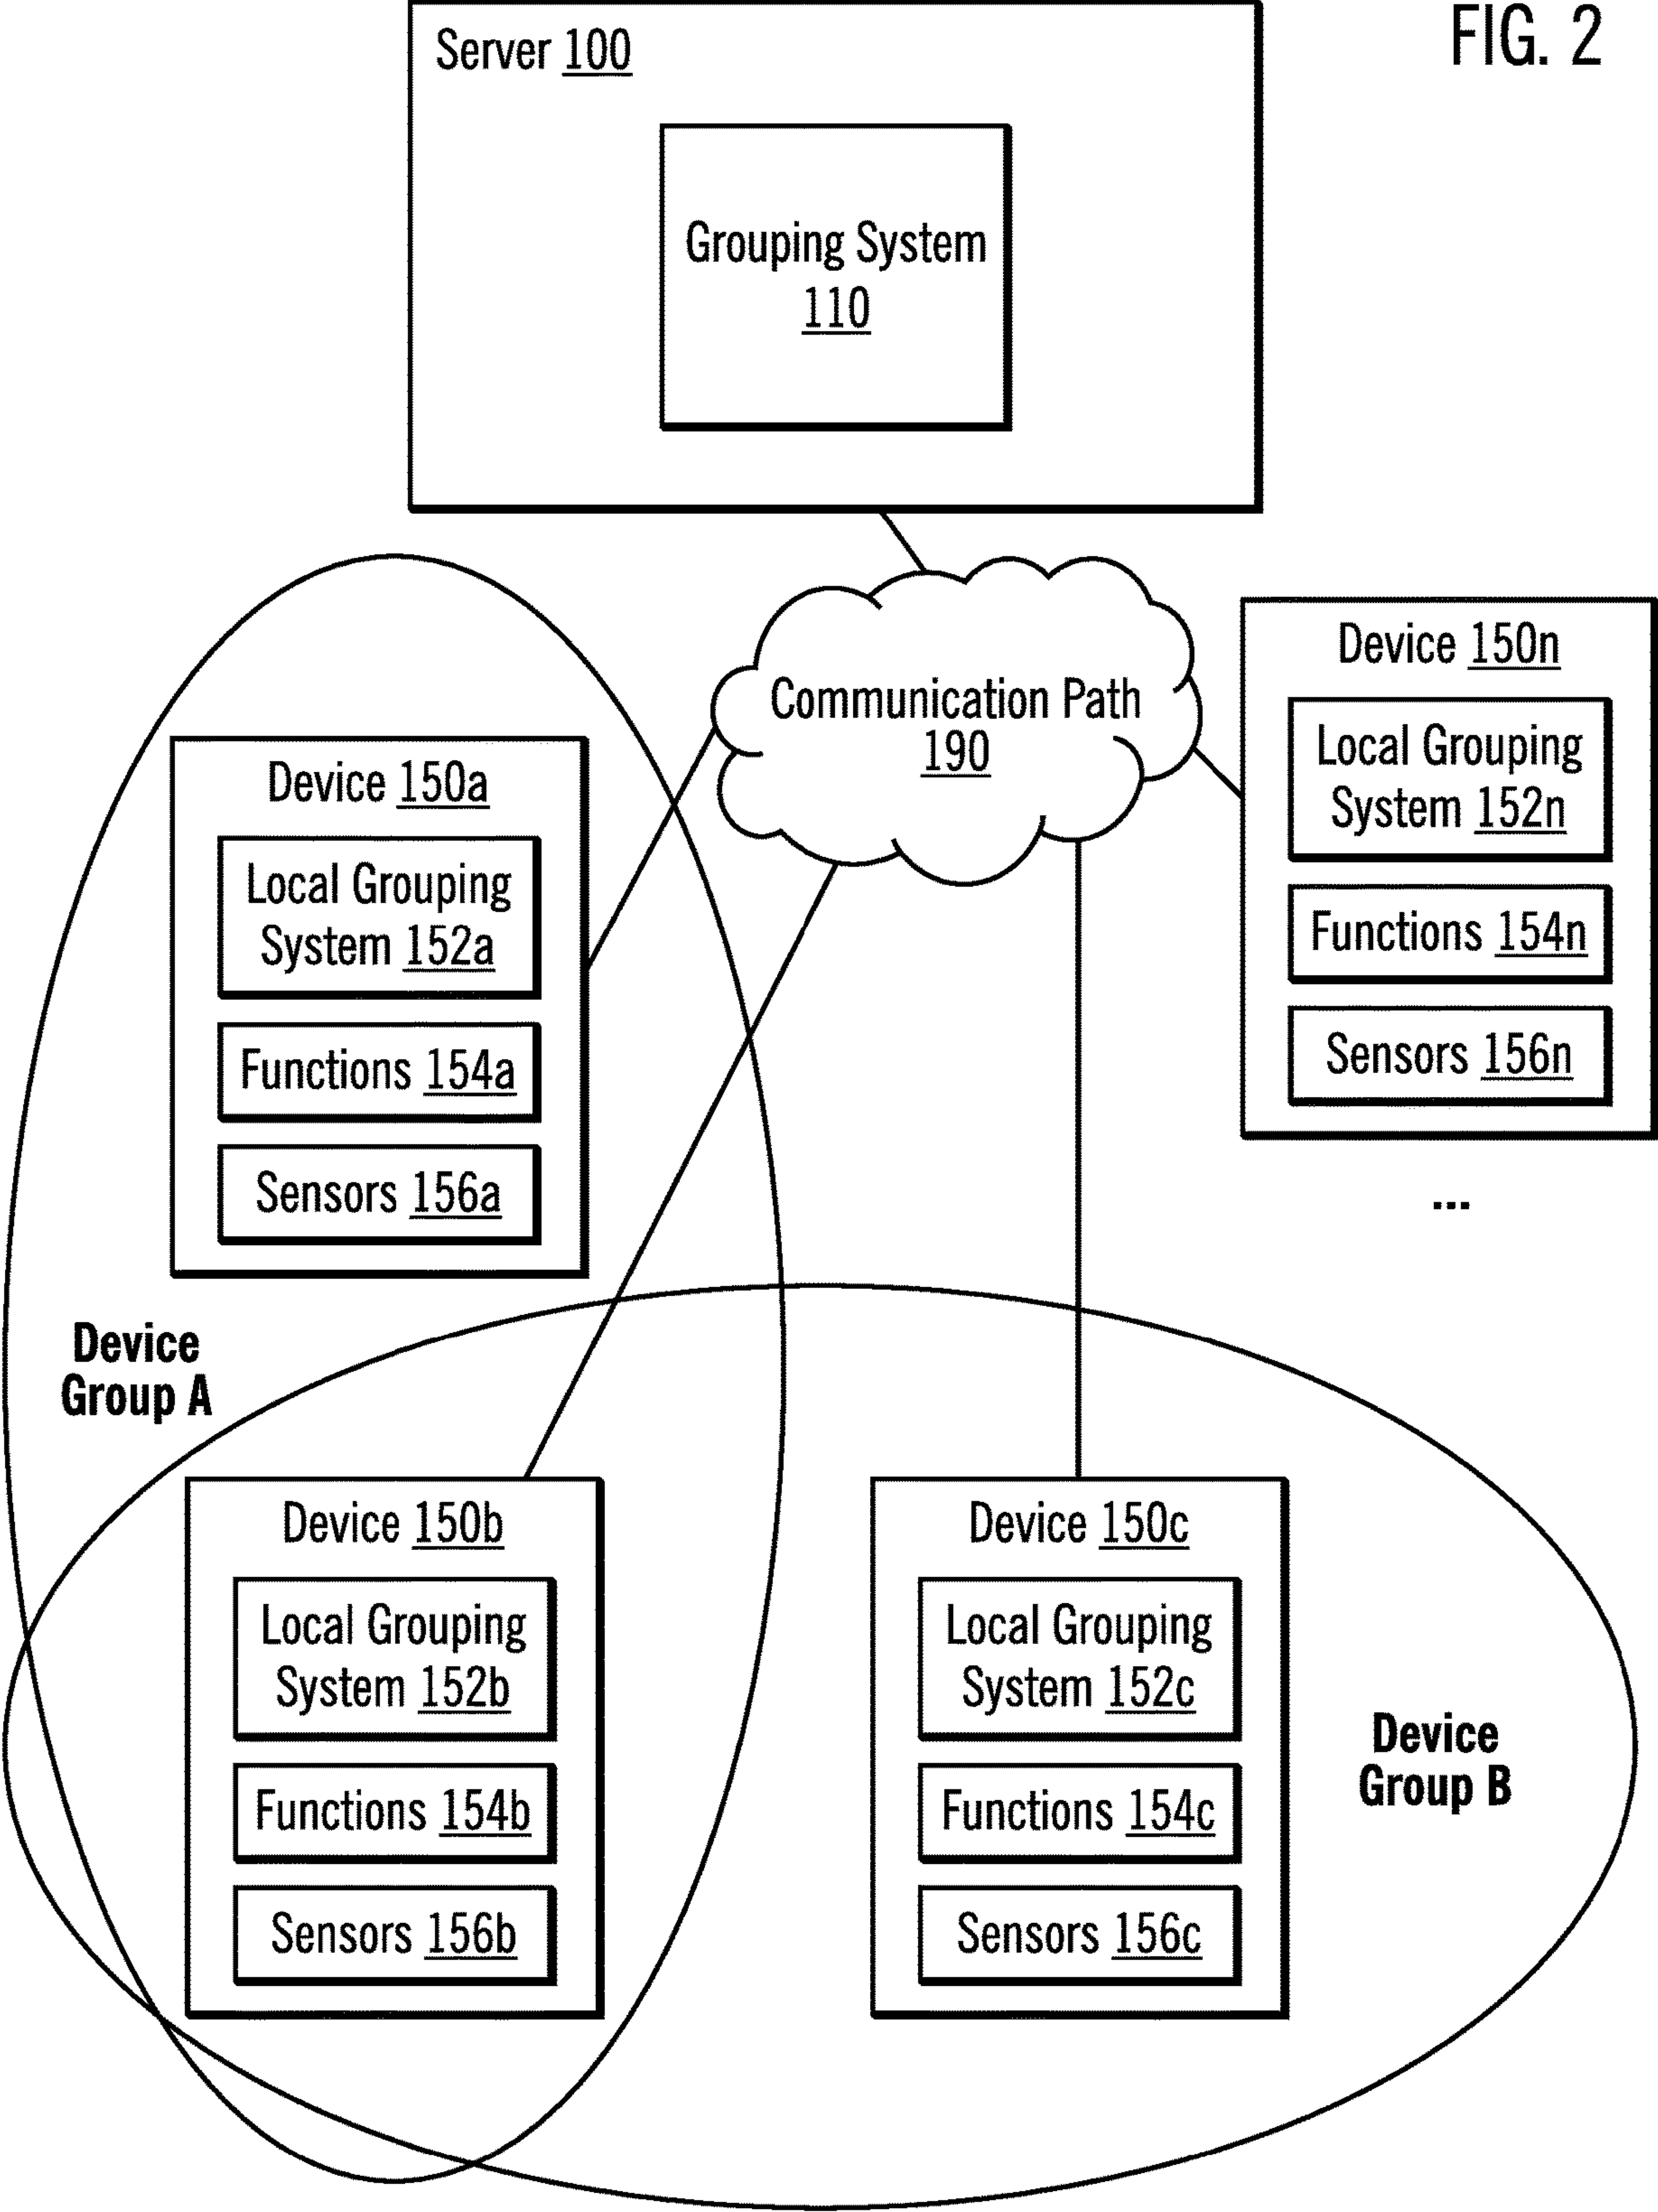 FIG. 2
Server 100
Grouping System
110
Communication Path
190
Device 150n
Local Grouping
System 152n
Functions 154n
Sensors 156n
...
Device 150a
Local Grouping
System 152a
Functions 154a
Sensors 156a
Device
Group A
Device 150b
Local Grouping
System 152b
Functions 154b
Sensors 156b
Device 150c
Local Grouping
System 152c
Functions 154c
Sensors 156c
Device
Group B